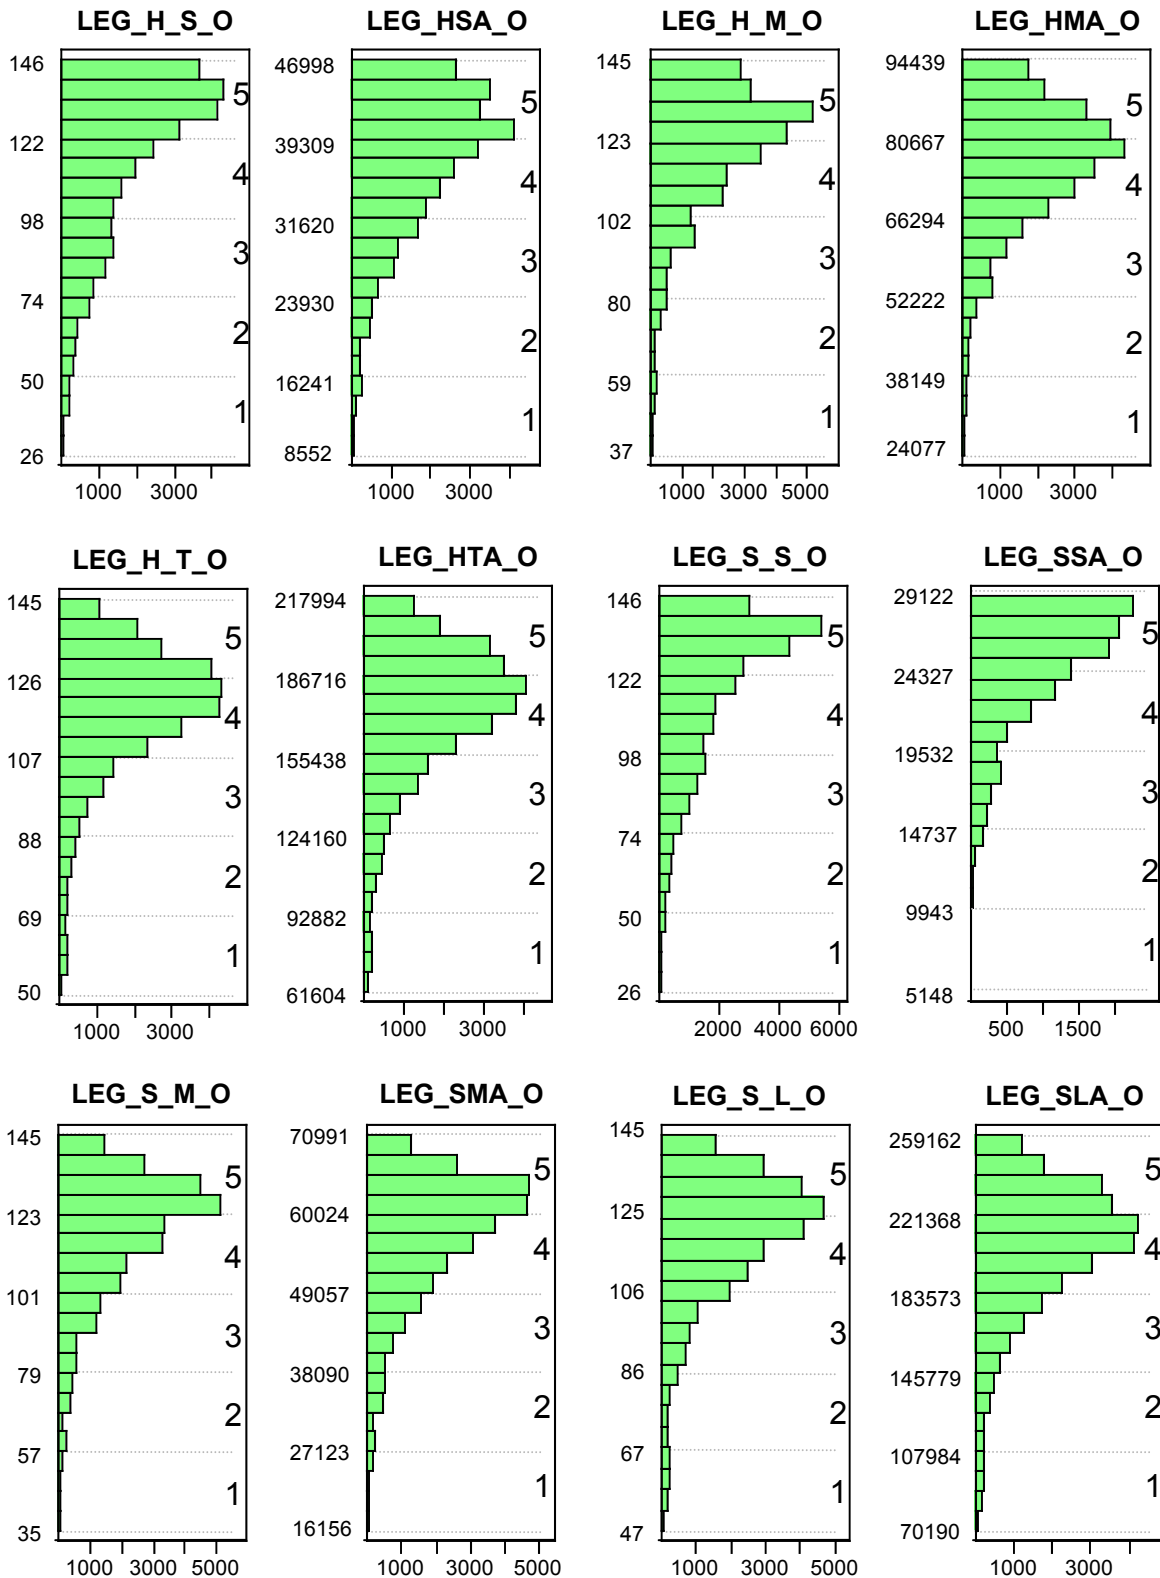 LEG_H_S_O LEG_HSA_O LEG_H_M_O LEG_HMA_O
146 46998 145 94439
5 5 5 5
122 39309 123 80667
4 4 4 4
98 31620 102 66294
3 3 3 3
74 23930 80 52222
2 2 2 2
50 16241 59 38149
1 1 1 1
26 8552 37 24077
1000 3000 1000 3000 1000 3000 5000 1000 3000
LEG_H_T_O LEG_HTA_O LEG_S_S_O LEG_SSA_O
145 217994 146 29122
5 5 5 5
126 186716 122 24327
4 4 4 4
107 155438 98 19532
3 3 3 3
88 124160 74 14737
2 2 2 2
69 92882 50 9943
1 1 1 1
50 61604 26 5148
1000 3000 1000 3000 2000 4000 6000 500 1500
LEG_S_M_O LEG_SMA_O LEG_S_L_O LEG_SLA_O
145 70991 145 259162
5 5 5 5
123 60024 125 221368
4 4 4 4
101 49057 106 183573
3 3 3 3
79 38090 86 145779
2 2 2 2
57 27123 67 107984
1 1 1 1
35 16156 47 70190
1000 3000 5000 1000 3000 5000 1000 3000 5000 1000 3000